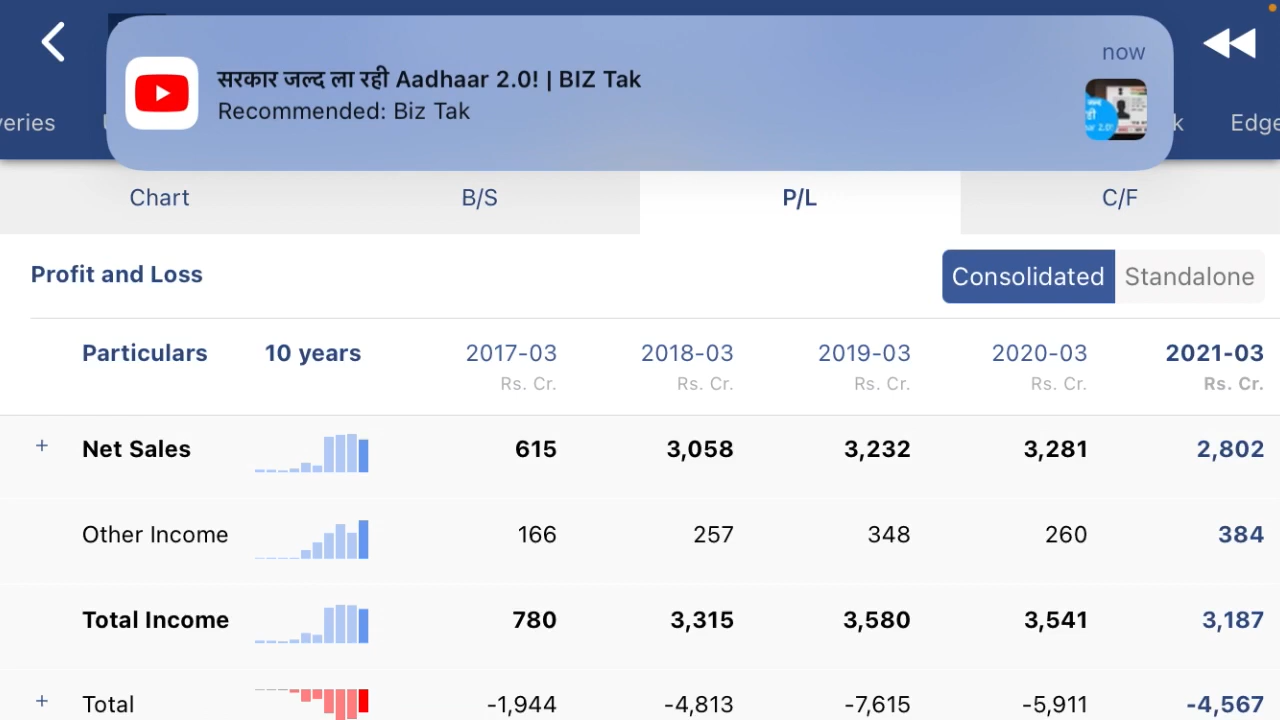 now
सरकार जल्द ला रही Aadhaar 2.0! | BIZ Tak
Recommended: Biz Tak
veries
k
Edge
Chart B/S P/L C/F
Profit and Loss Consolidated Standalone
Particulars 10 years 2017-03 2018-03 2019-03 2020-03 2021-03
Rs. Cr. Rs. Cr. Rs. Cr. Rs. Cr. Rs. Cr.
+ Net Sales 615 3,058 3,232 3,281 2,802
Other Income 166 257 348 260 384
Total Income 780 3,315 3,580 3,541 3,187
+ Total -1,944 -4,813 -7,615 -5,911 -4,567